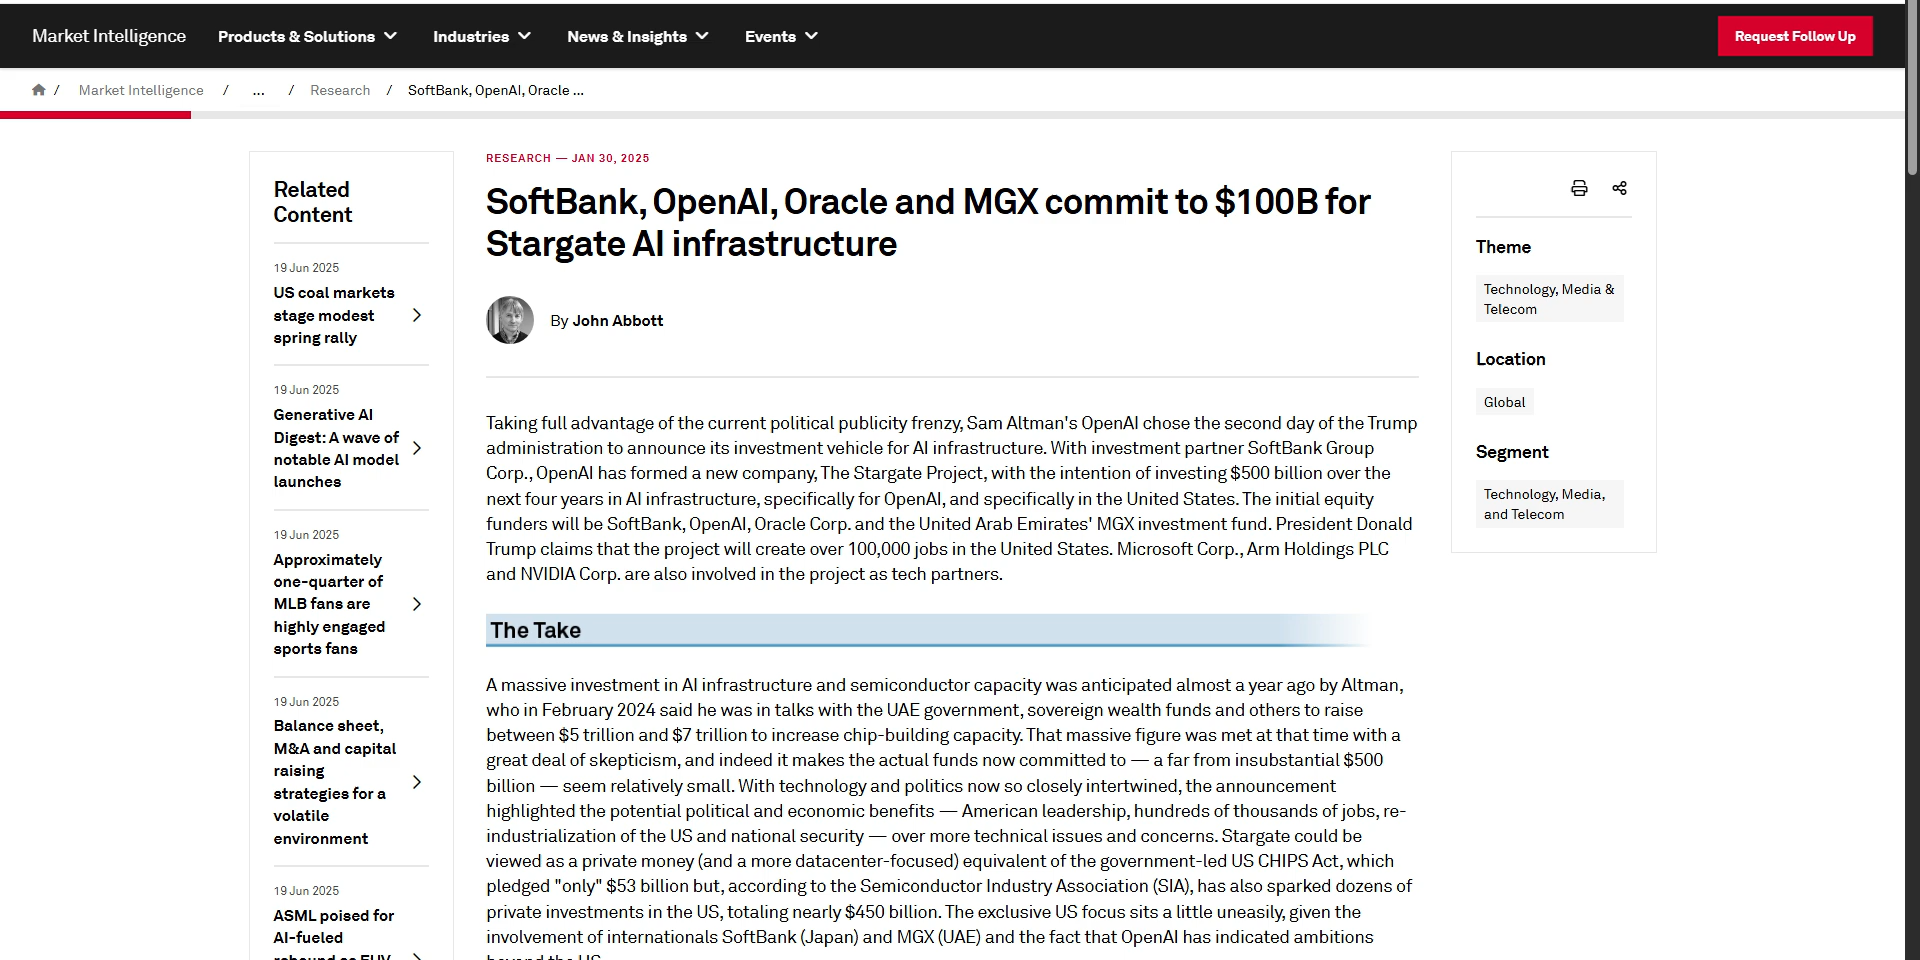 Market Intelligence Products & Solutions Industries News & Insights Events Request Follow Up
/ Market Intelligence / ... / Research / SoftBank, OpenAI, Oracle ...
Related
Content
19 Jun 2025
US coal markets
stage modest
spring rally
19 Jun 2025
Generative AI
Digest: A wave of
notable AI model
launches
19 Jun 2025
Approximately
one-quarter of
MLB fans are
highly engaged
sports fans
19 Jun 2025
Balance sheet,
M&A and capital
raising
strategies for a
volatile
environment
19 Jun 2025
ASML poised for
AI-fueled
rebound as EUV
RESEARCH — JAN 30, 2025
SoftBank, OpenAI, Oracle and MGX commit to $100B for
Stargate AI infrastructure
By John Abbott
Taking full advantage of the current political publicity frenzy, Sam Altman's OpenAI chose the second day of the Trump
administration to announce its investment vehicle for AI infrastructure. With investment partner SoftBank Group
Corp., OpenAI has formed a new company, The Stargate Project, with the intention of investing $500 billion over the
next four years in AI infrastructure, specifically for OpenAI, and specifically in the United States. The initial equity
funders will be SoftBank, OpenAI, Oracle Corp. and the United Arab Emirates' MGX investment fund. President Donald
Trump claims that the project will create over 100,000 jobs in the United States. Microsoft Corp., Arm Holdings PLC
and NVIDIA Corp. are also involved in the project as tech partners.
The Take
A massive investment in AI infrastructure and semiconductor capacity was anticipated almost a year ago by Altman,
who in February 2024 said he was in talks with the UAE government, sovereign wealth funds and others to raise
between $5 trillion and $7 trillion to increase chip-building capacity. That massive figure was met at that time with a
great deal of skepticism, and indeed it makes the actual funds now committed to — a far from insubstantial $500
billion — seem relatively small. With technology and politics now so closely intertwined, the announcement
highlighted the potential political and economic benefits — American leadership, hundreds of thousands of jobs, re-
industrialization of the US and national security — over more technical issues and concerns. Stargate could be
viewed as a private money (and a more datacenter-focused) equivalent of the government-led US CHIPS Act, which
pledged "only" $53 billion but, according to the Semiconductor Industry Association (SIA), has also sparked dozens of
private investments in the US, totaling nearly $450 billion. The exclusive US focus sits a little uneasily, given the
involvement of internationals SoftBank (Japan) and MGX (UAE) and the fact that OpenAI has indicated ambitions
beyond the US.
Theme
Technology, Media &
Telecom
Location
Global
Segment
Technology, Media,
and Telecom